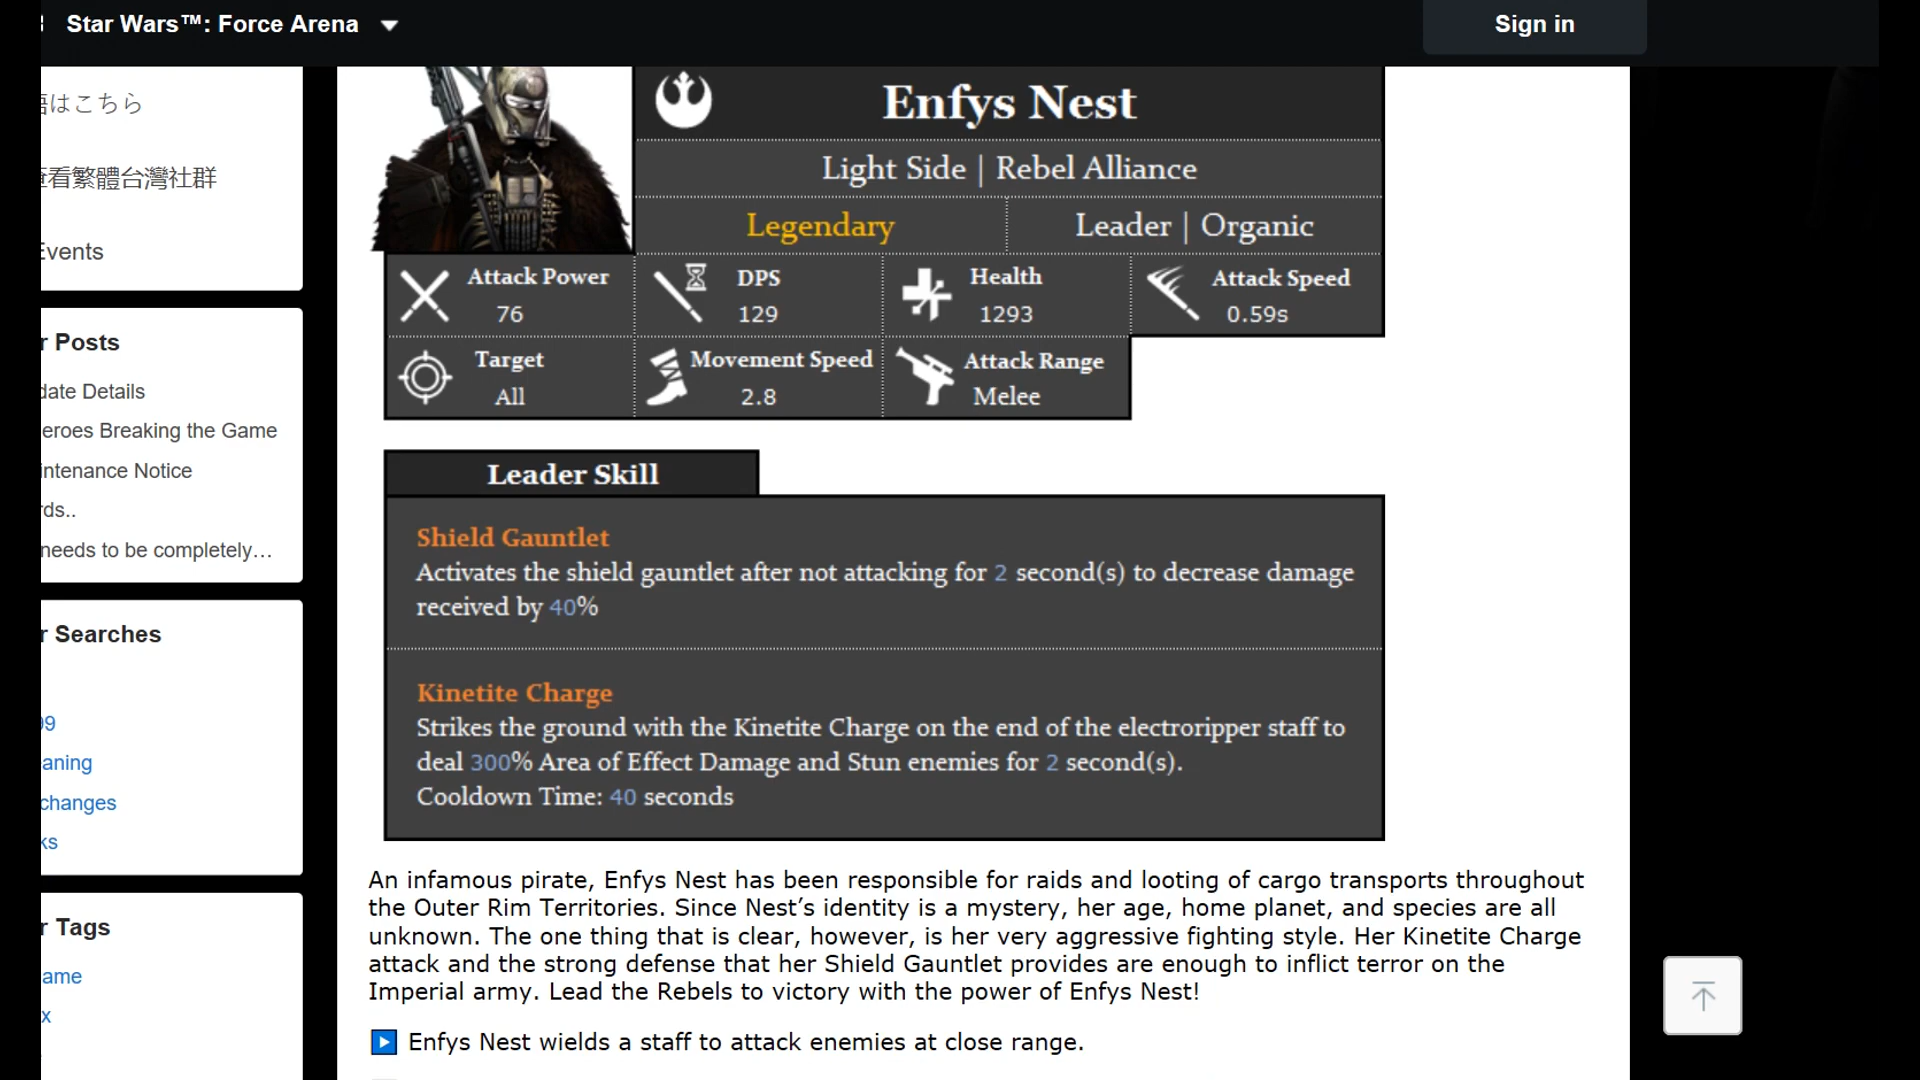 Star Wars™: Force Arena
Sign in
はこちら
看繁體台灣社群
Events
r Posts
date Details
eroes Breaking the Game
intenance Notice
rds..
needs to be completely…
r Searches
99
eaning
changes
ks
r Tags
ame
x
Enfys Nest
Light Side | Rebel Alliance
Legendary
Leader | Organic
Attack Power
76
DPS
129
Health
1293
Attack Speed
0.59s
Target
All
Movement Speed
2.8
Attack Range
Melee
Leader Skill
Shield Gauntlet
Activates the shield gauntlet after not attacking for 2 second(s) to decrease damage
received by 40%
Kinetite Charge
Strikes the ground with the Kinetite Charge on the end of the electroripper staff to
deal 300% Area of Effect Damage and Stun enemies for 2 second(s).
Cooldown Time: 40 seconds
An infamous pirate, Enfys Nest has been responsible for raids and looting of cargo transports throughout
the Outer Rim Territories. Since Nest’s identity is a mystery, her age, home planet, and species are all
unknown. The one thing that is clear, however, is her very aggressive fighting style. Her Kinetite Charge
attack and the strong defense that her Shield Gauntlet provides are enough to inflict terror on the
Imperial army. Lead the Rebels to victory with the power of Enfys Nest!
Enfys Nest wields a staff to attack enemies at close range.